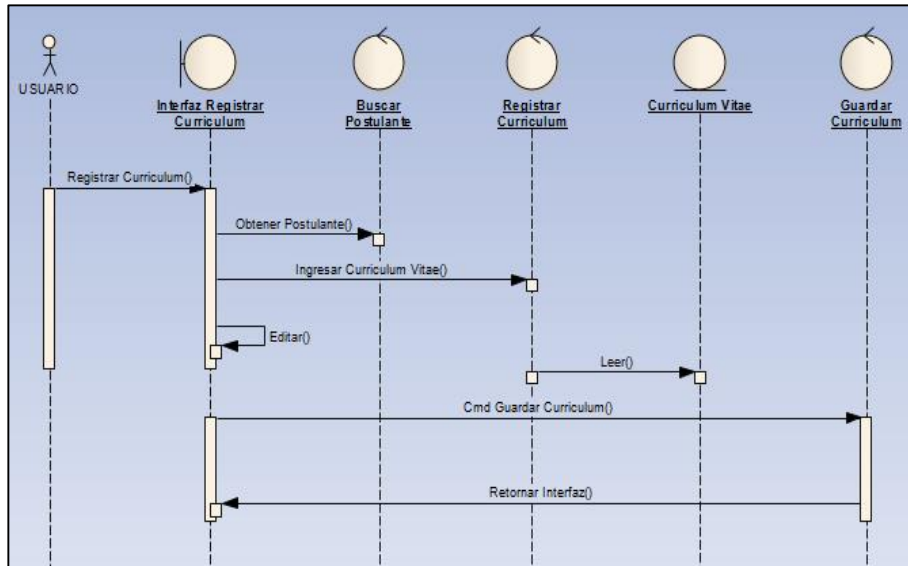 USUARIO
Interfaz Registrar
Curriculum
Buscar
Postulante
Registrar
Curriculum
Curriculum Vitae
Guardar
Curriculum
Registrar Curriculum()
Obtener Postulante()
Ingresar Curriculum Vitae()
Editar()
Leer()
Cmd Guardar Curriculum()
Retornar Interfaz()